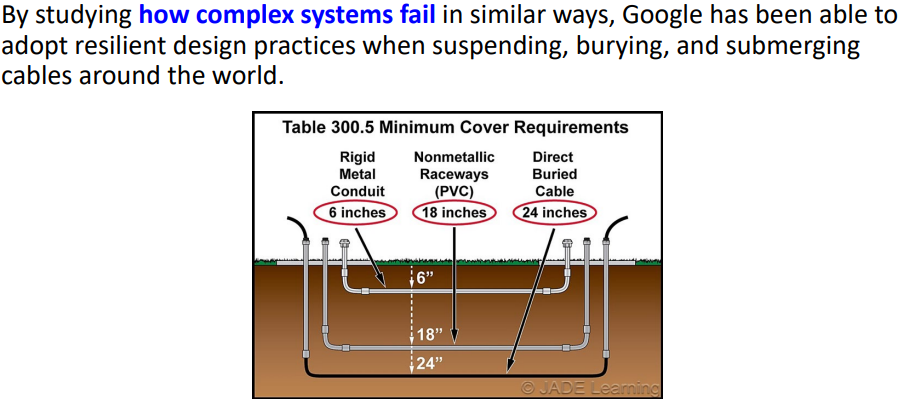 By studying how complex systems fail in similar ways, Google has been able to
adopt resilient design practices when suspending, burying, and submerging
cables around the world.
Table 300.5 Minimum Cover Requirements
Rigid
Metal
Conduit
6 inches
Nonmetallic
Raceways
(PVC)
18 inches
Direct
Buried
Cable
24 inches
6”
18”
24”
© JADE Learning